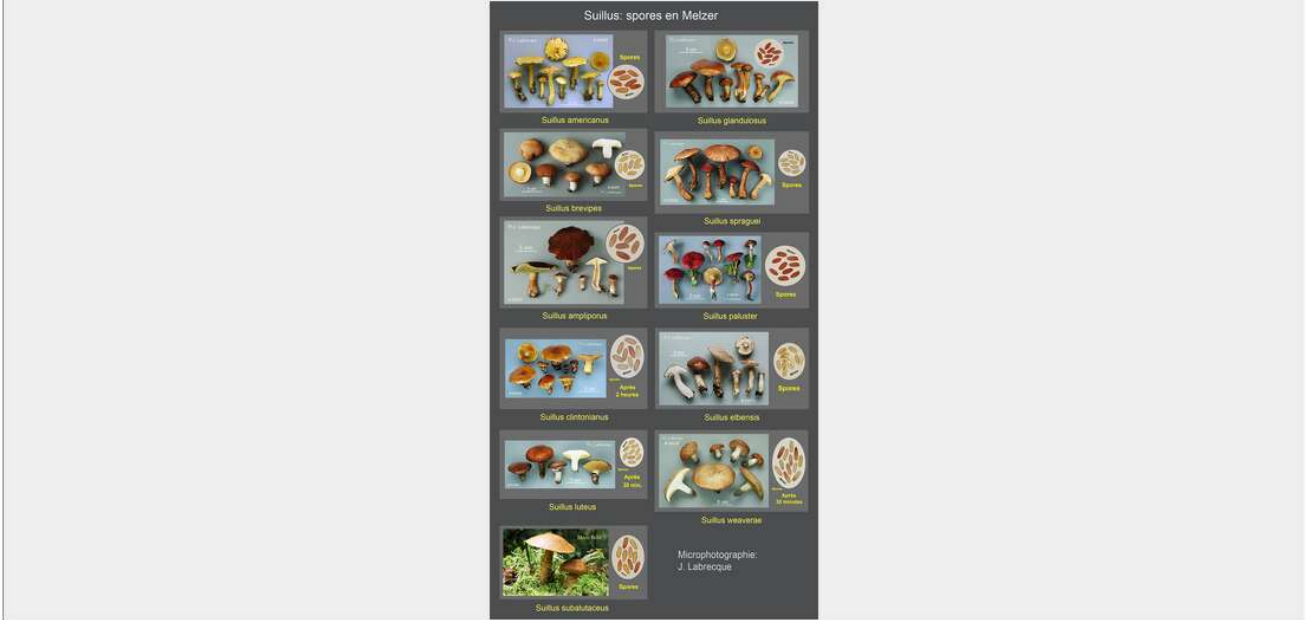 Suillus: spores en Melzer
Spores
Suillus americanus
Suillus glandulosus
Spores
Suillus brevipes
Spores
Suillus spraguei
Spores
Suillus ampliporus
Spores
Suillus paluster
Après
2 heures
Suillus clintonianus
Spores
Suillus elbensis
Après
30 min.
Suillus luteus
Après
30 minutes
Suillus weaverae
Spores
Suillus subalutaceus
Microphotographie:
J. Labrecque